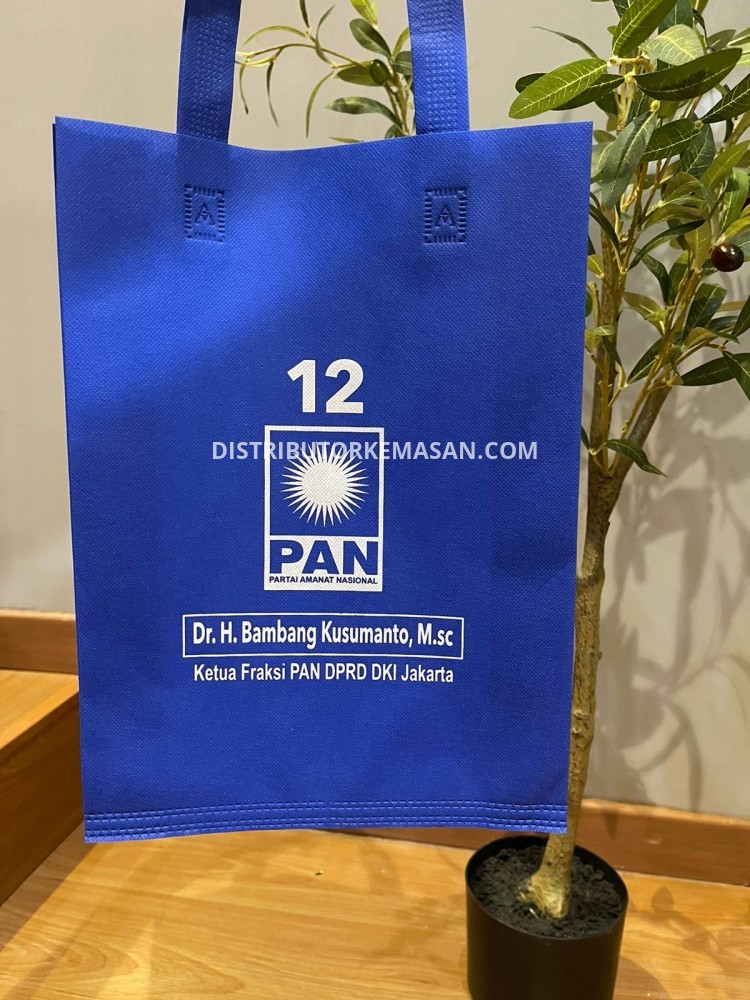 12
DISTRIBUTORKEMASAN.COM
PAN
PARTAI AMANAT NASIONAL
Dr. H. Bambang Kusumanto, M.sc
Ketua Fraksi PAN DPRD DKI Jakarta